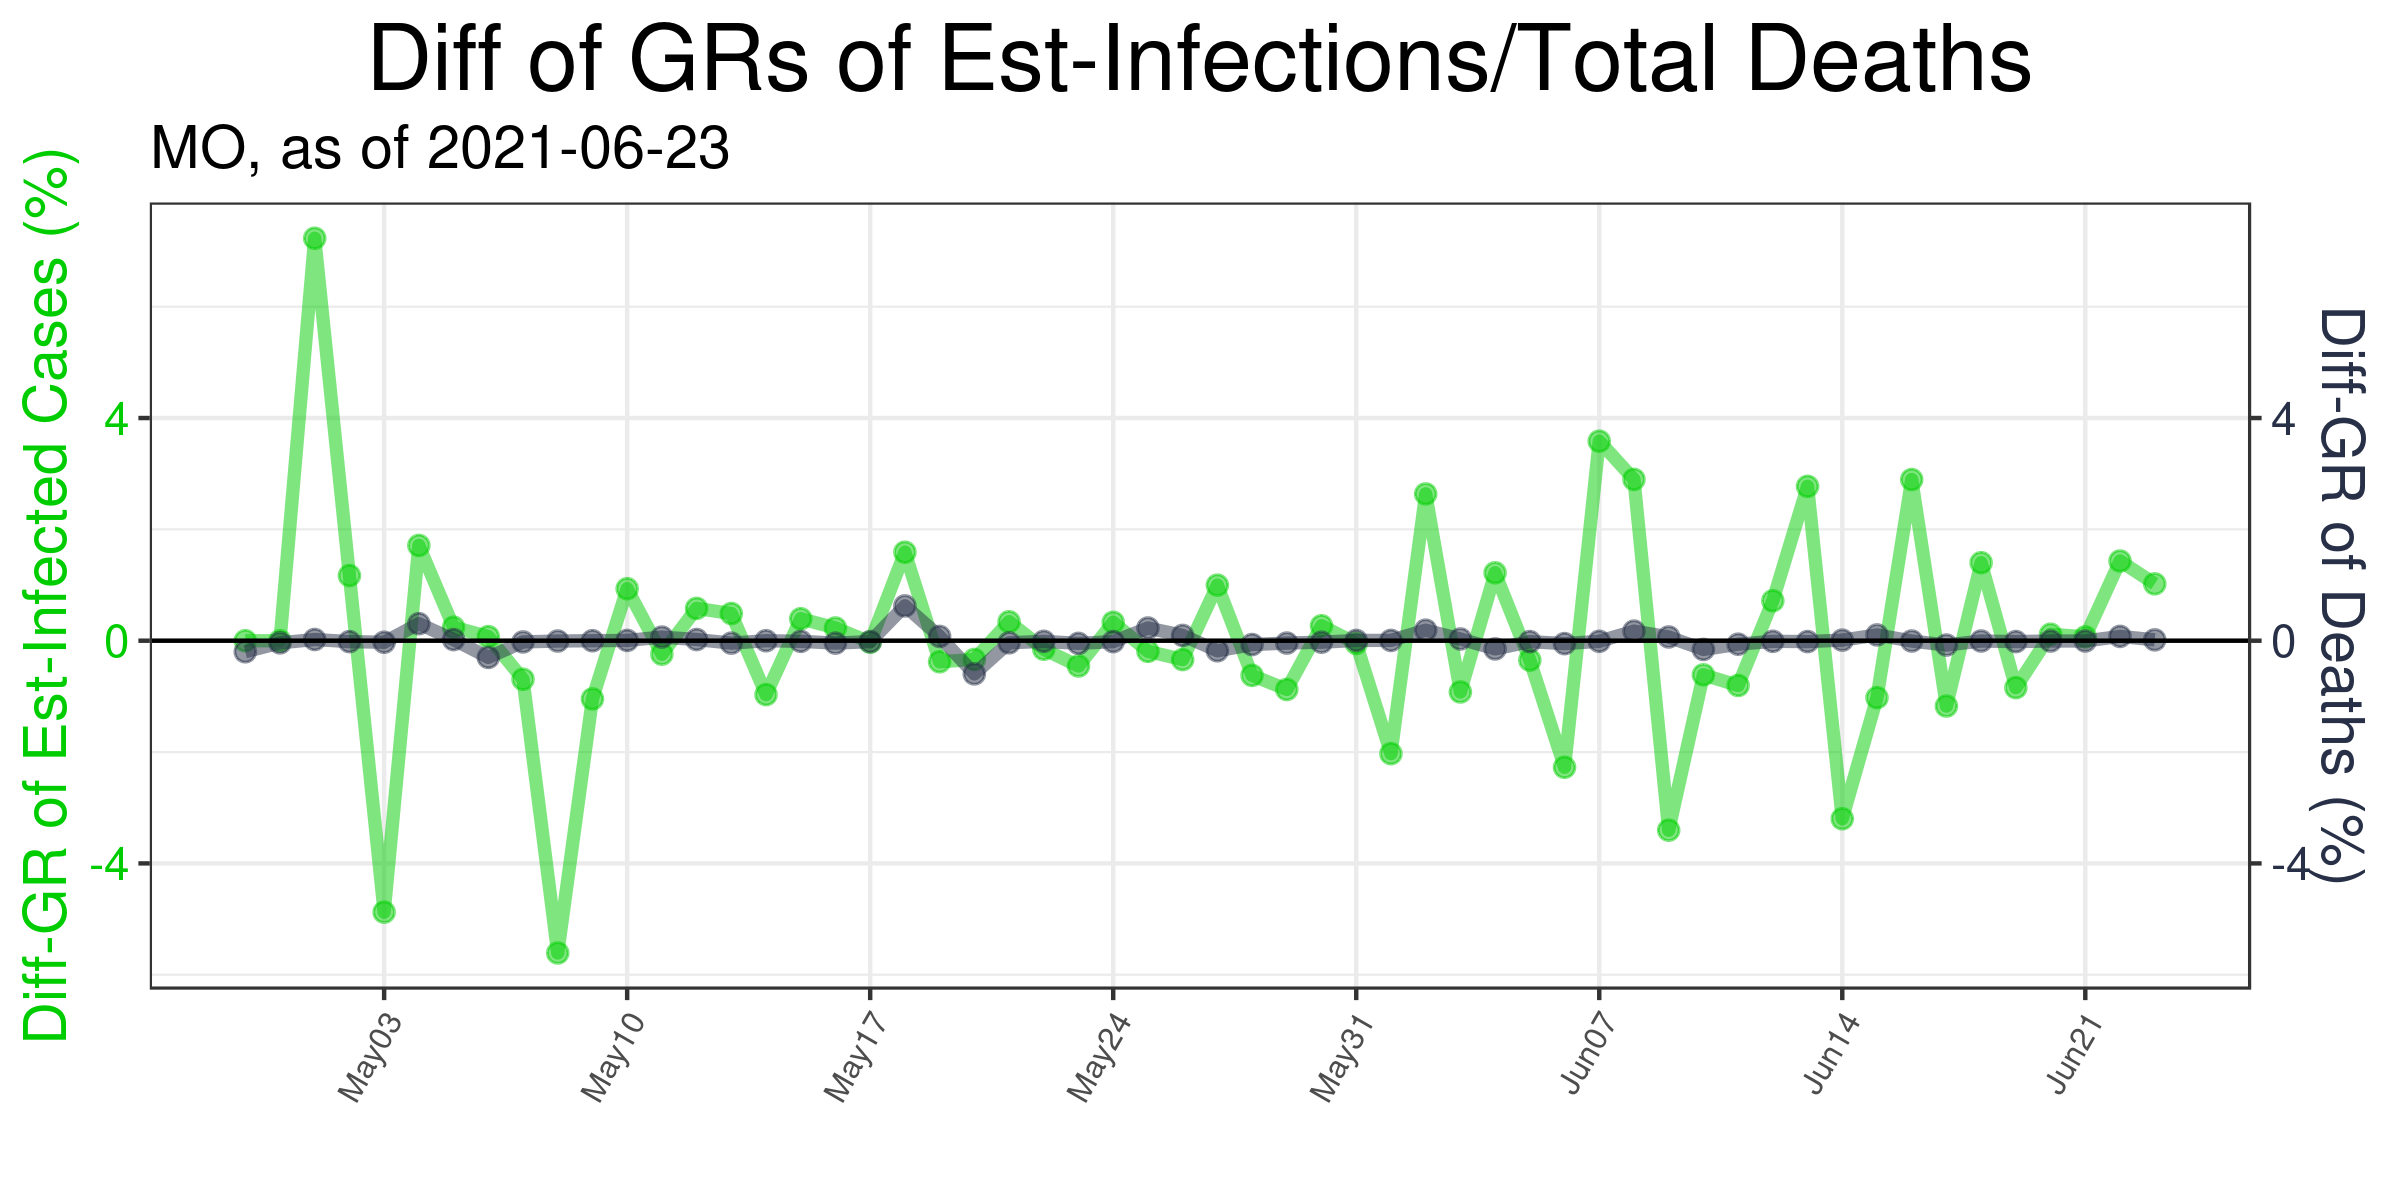 Diff of GRs of Est-Infections/Total Deaths
MO, as of 2021-06-23
Diff-GR of Est-Infected Cases (%)
4
0
-4
4
0
-4
Diff-GR of Deaths (%)
May03
May10
May17
May24
May31
Jun07
Jun14
Jun21